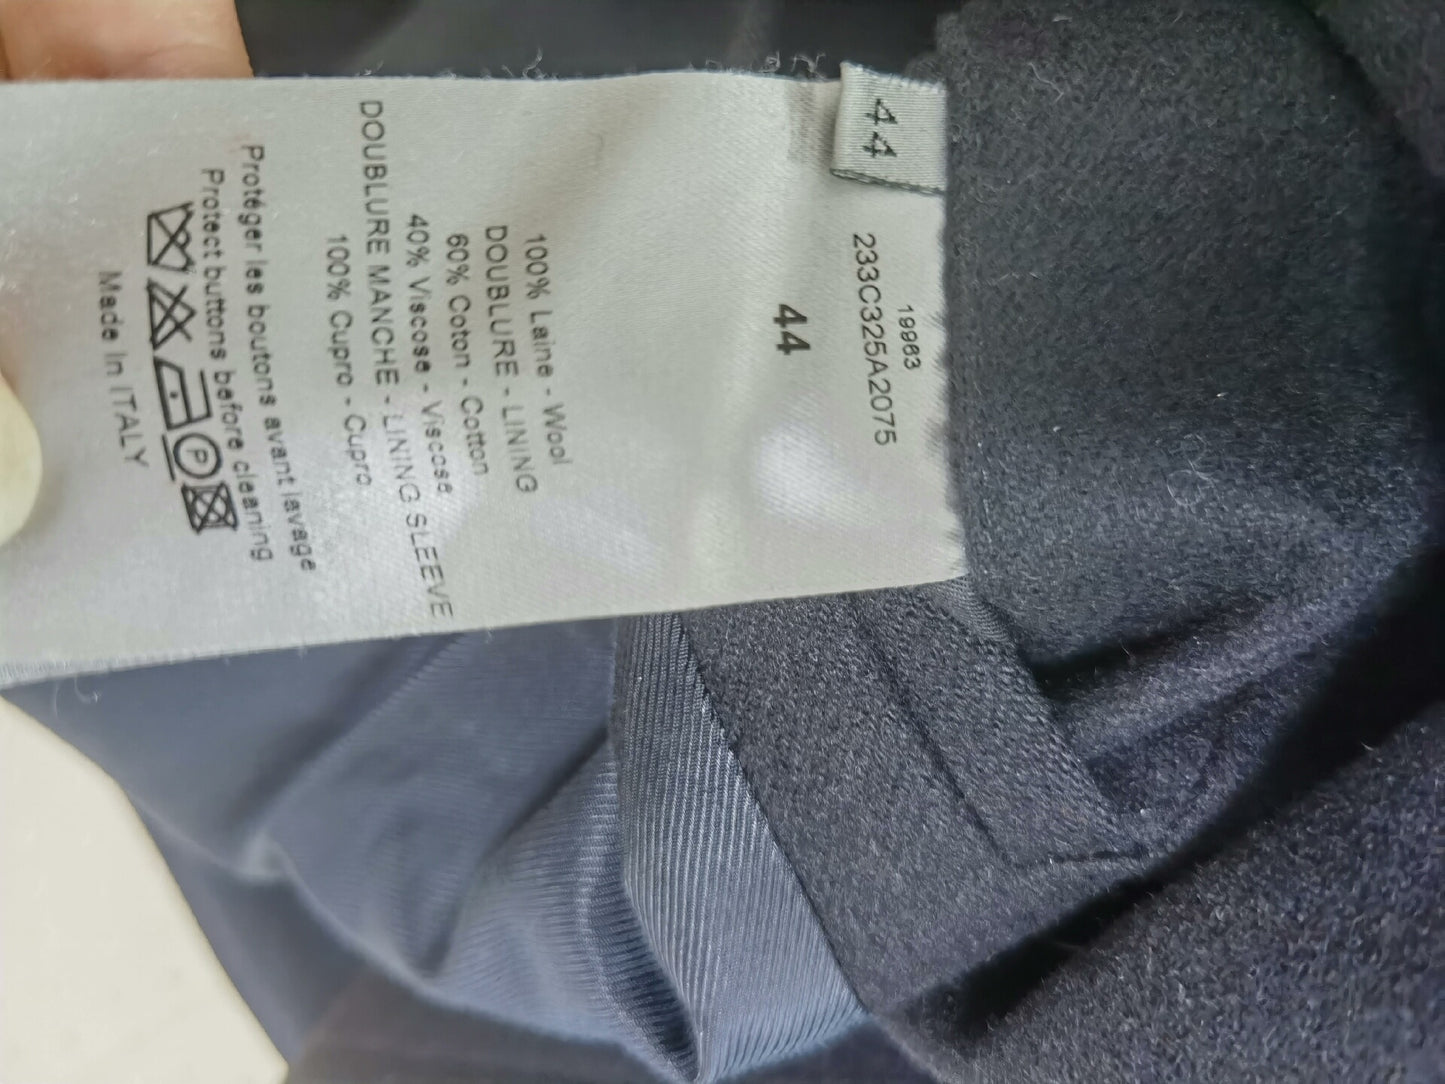 44
19963
233C325A2075
44
100% Laine - Wool
DOUBLURE - LINING
60% Coton - Cotton
40% Viscose - Viscose
DOUBLURE MANCHE - LINING SLEEVE
100% Cupro - Cupro
Protéger les boutons avant lavage
Protect buttons before cleaning
P
Made In ITALY